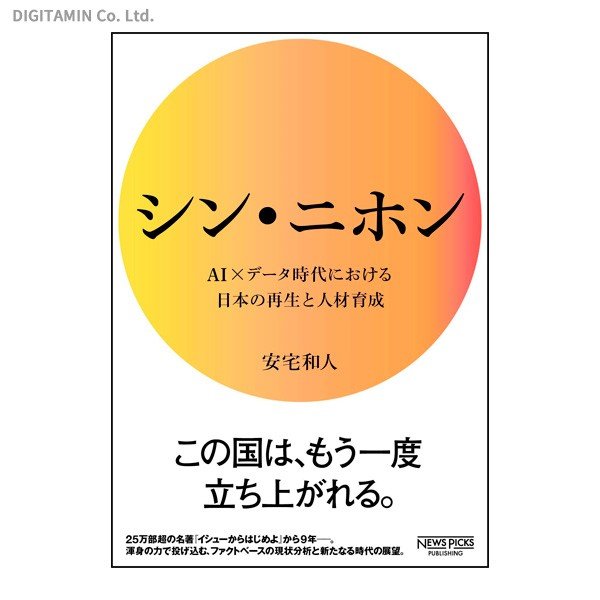 DIGITAMIN Co. Ltd.
シン・ニホン
AI×データ時代における
日本の再生と人材育成
安宅和人
この国は、もう一度
立ち上がれる。
25万部超の名著『イシューからはじめよ』から9年──。
渾身の力で投げ込む、ファクトベースの現状分析と新たなる時代の展望。
NEWS PICKS
PUBLISHING